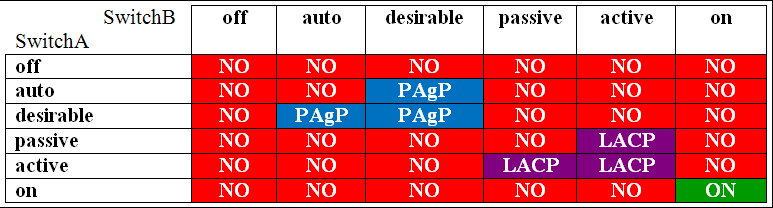 SwitchB off auto desirable passive active on
SwitchA
off NO NO NO NO NO NO
auto NO NO PAgP NO NO NO
desirable NO PAgP PAgP NO NO NO
passive NO NO NO NO LACP NO
active NO NO NO LACP LACP NO
on NO NO NO NO NO ON